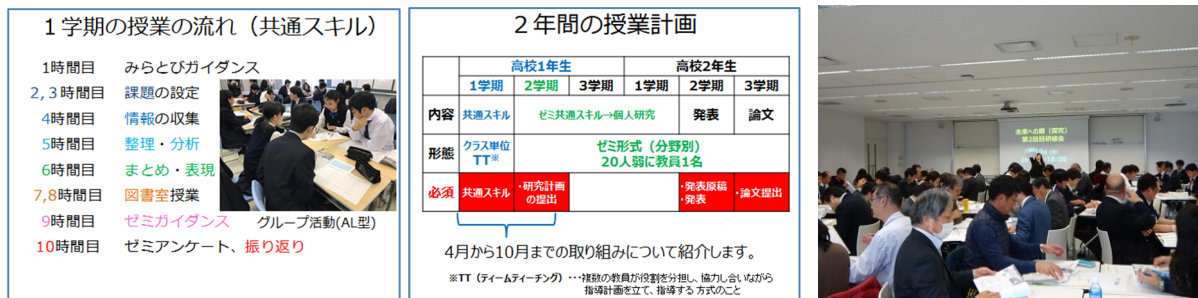 1学期の授業の流れ(共通スキル)
1時間目 みらとびガイダンス
2,3時間目 課題の設定
4時間目 情報の収集
5時間目 整理・分析
6時間目 まとめ・表現
7,8時間目 図書室授業
9時間目 ゼミガイダンス
グループ活動(AL型)
10時間目 ゼミアンケート、振り返り
2年間の授業計画
高校1年生 高校2年生
1学期 2学期 3学期 1学期 2学期 3学期
内容 共通スキル ゼミ共通スキル→個人研究 発表 論文
形態 クラス単位 TT※ ゼミ形式(分野別)
20人弱に教員1名
必須 共通スキル ・研究計画の提出 ・発表原稿 ・発表 ・論文提出
4月から10月までの取り組みについて紹介します。
※TT(ティームティーチング)・・・複数の教員が役割を分担し、協力し合いながら
指導計画を立て、指導する方式のこと
未来への扉(探究)
第2回目研修会